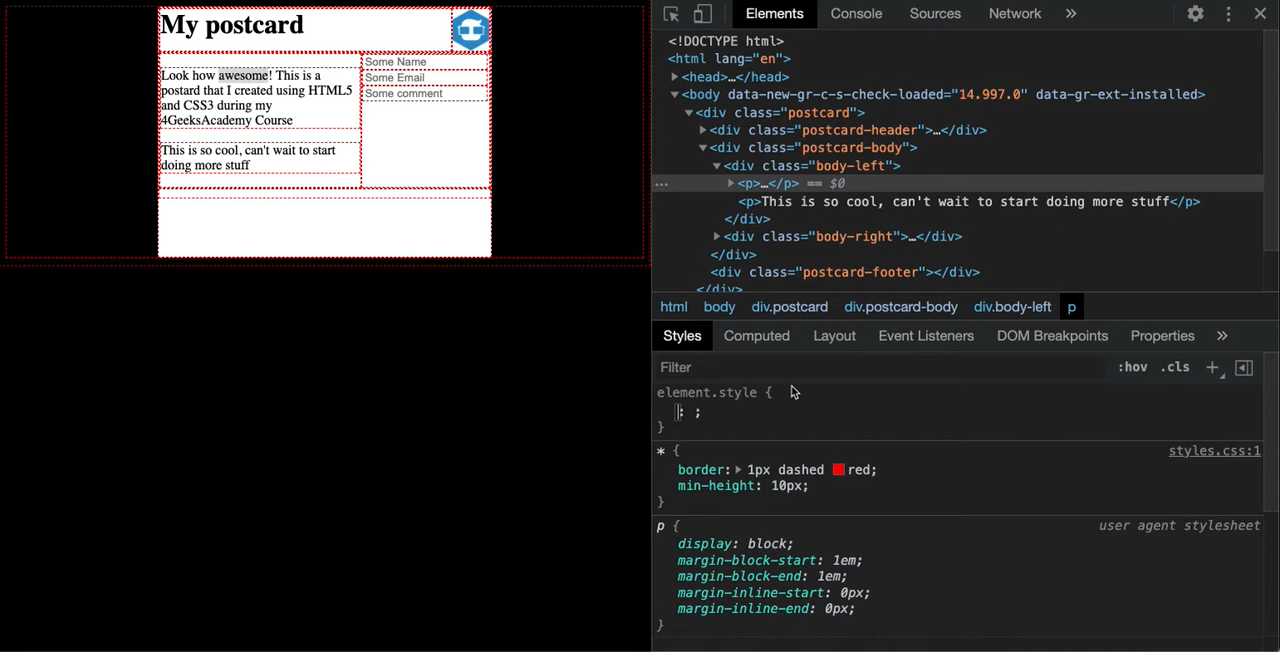 My postcard
Look how awesome! This is a
postard that I created using HTML5
and CSS3 during my
4GeeksAcademy Course
This is so cool, can't wait to start
doing more stuff
Some Name
Some Email
Some comment
Elements Console Sources Network »
<!DOCTYPE html>
<html lang="en">
<head>…</head>
<body data-new-gr-c-s-check-loaded="14.997.0" data-gr-ext-installed>
<div class="postcard">
<div class="postcard-header">…</div>
<div class="postcard-body">
<div class="body-left">
… <p>…</p> == $0
<p>This is so cool, can't wait to start doing more stuff</p>
</div>
<div class="body-right">…</div>
</div>
<div class="postcard-footer"></div>
</div>
html body div.postcard div.postcard-body div.body-left p
Styles Computed Layout Event Listeners DOM Breakpoints Properties »
Filter :hov .cls +
element.style {
: ;
}
* { styles.css:1
border: 1px dashed red;
min-height: 10px;
}
p { user agent stylesheet
display: block;
margin-block-start: 1em;
margin-block-end: 1em;
margin-inline-start: 0px;
margin-inline-end: 0px;
}